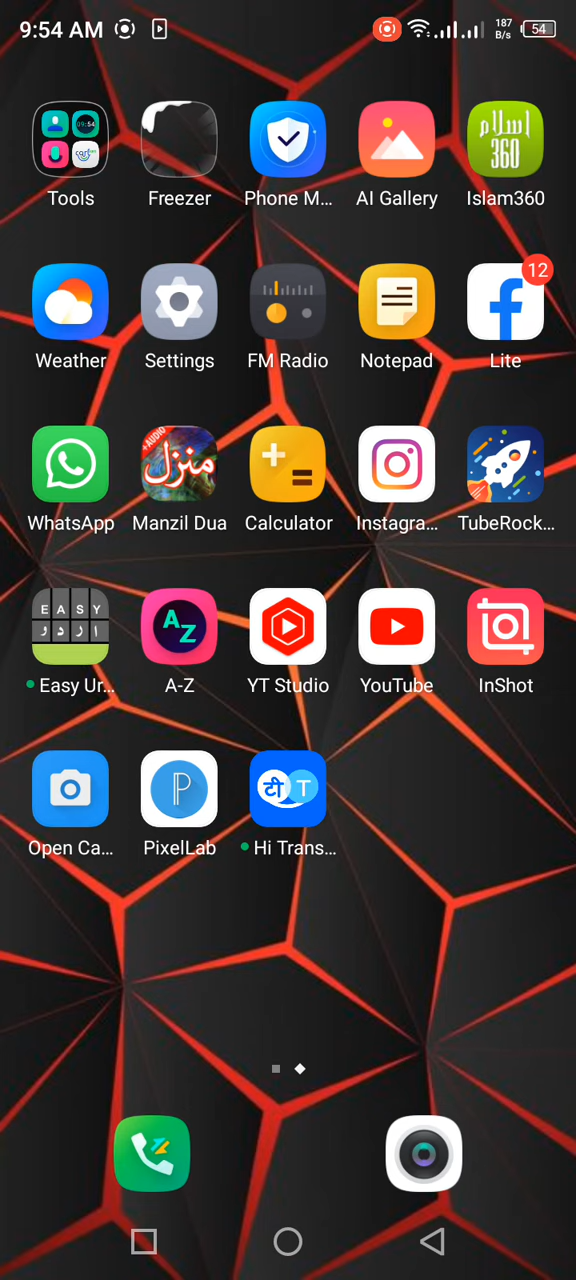 9:54 AM 187 B/s 54
09:54
اسلام 360
Tools Freezer Phone M... AI Gallery Islam360
12
Weather Settings FM Radio Notepad Lite
+AUDIO
منزل
WhatsApp Manzil Dua Calculator Instagra... TubeRock...
E A S Y
ا ر د و
A Z
Easy Ur... A-Z YT Studio YouTube InShot
P
टी T
Open Ca... PixelLab Hi Trans...